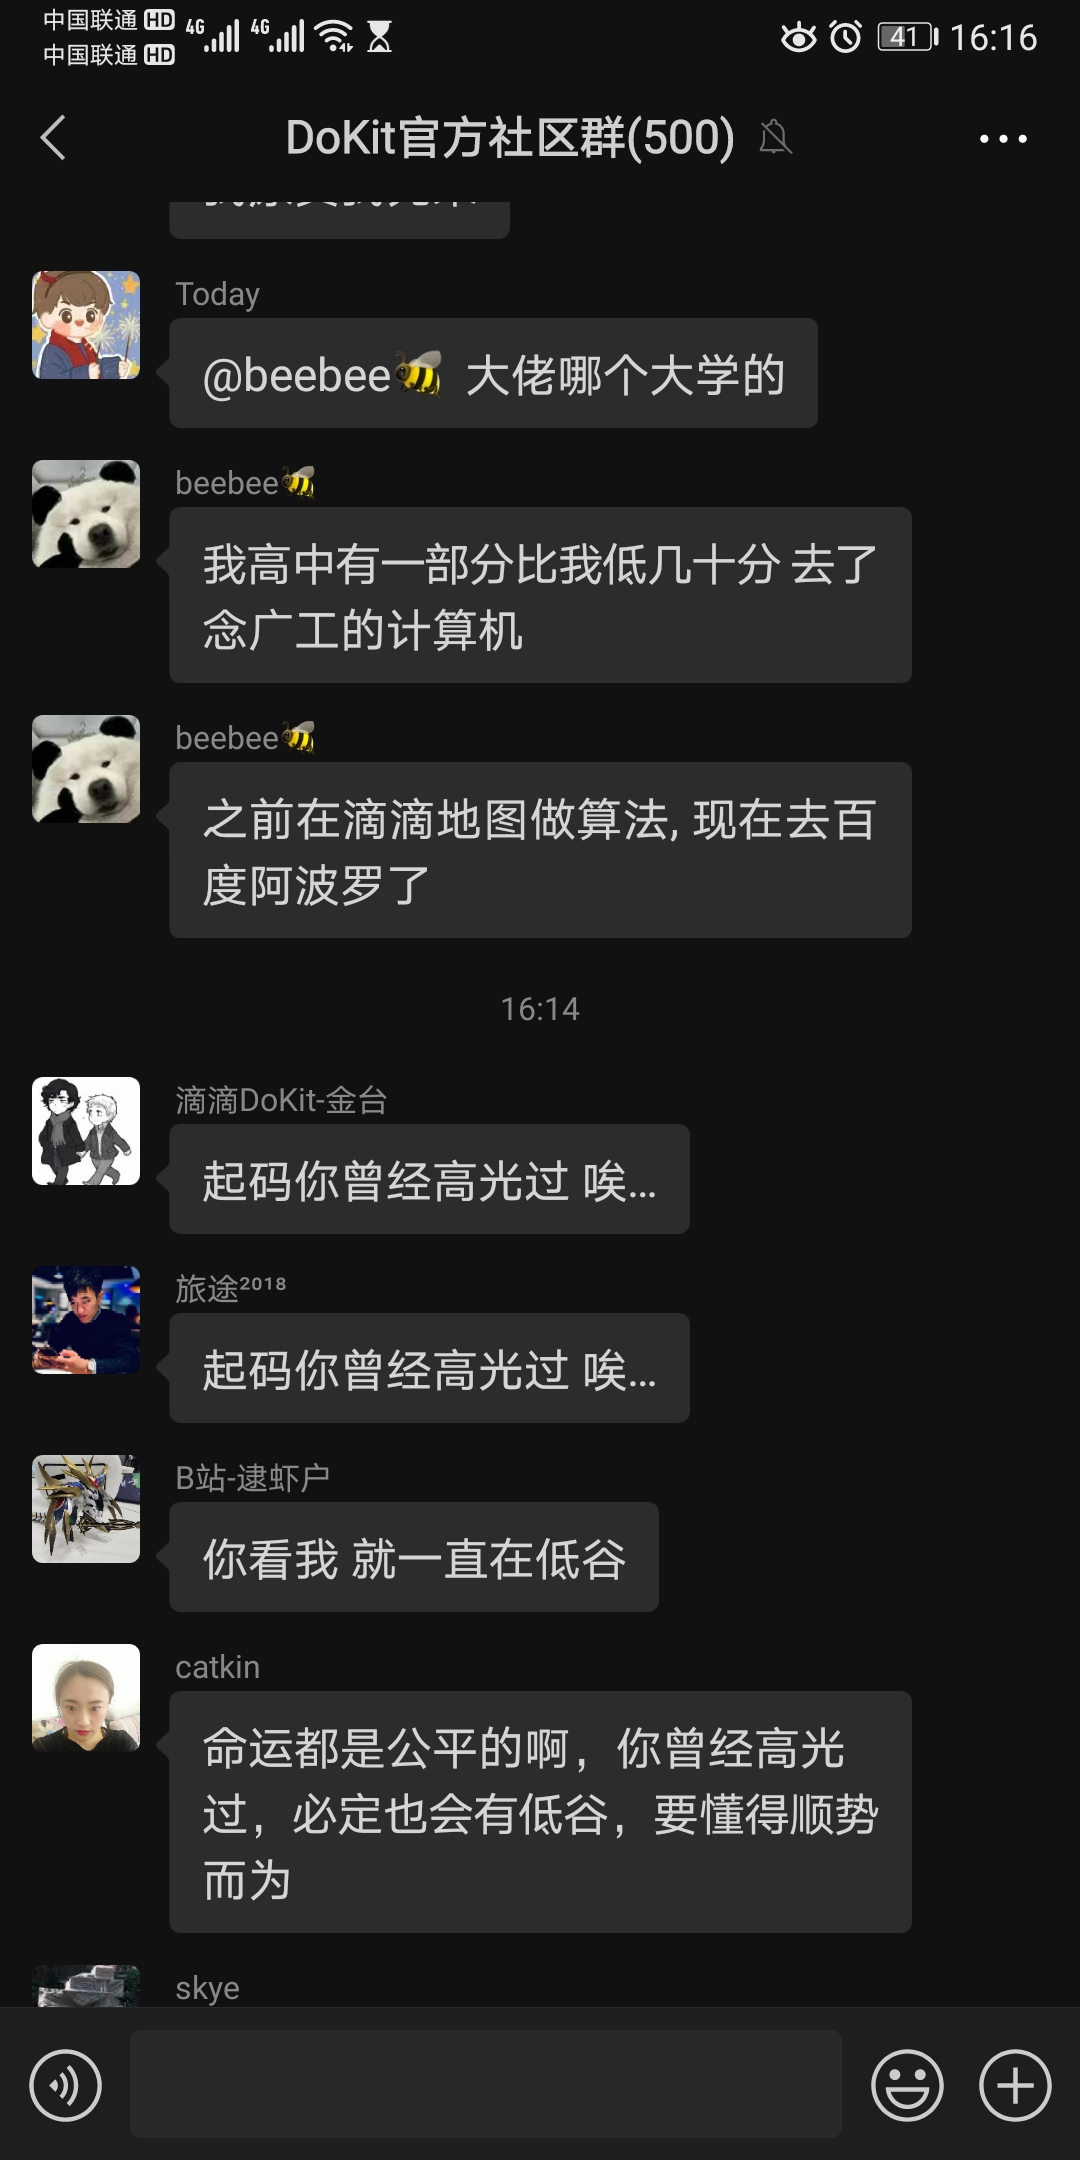 中国联通 HD 4G 4G 41 16:16
中国联通 HD
DoKit官方社区群(500)
Today
@beebee🐝 大佬哪个大学的
beebee🐝
我高中有一部分比我低几十分 去了
念广工的计算机
beebee🐝
之前在滴滴地图做算法, 现在去百
度阿波罗了
16:14
滴滴DoKit-金台
起码你曾经高光过 唉...
旅途²⁰¹⁸
起码你曾经高光过 唉...
B站-逮虾户
你看我 就一直在低谷
catkin
命运都是公平的啊，你曾经高光
过，必定也会有低谷，要懂得顺势
而为
skye